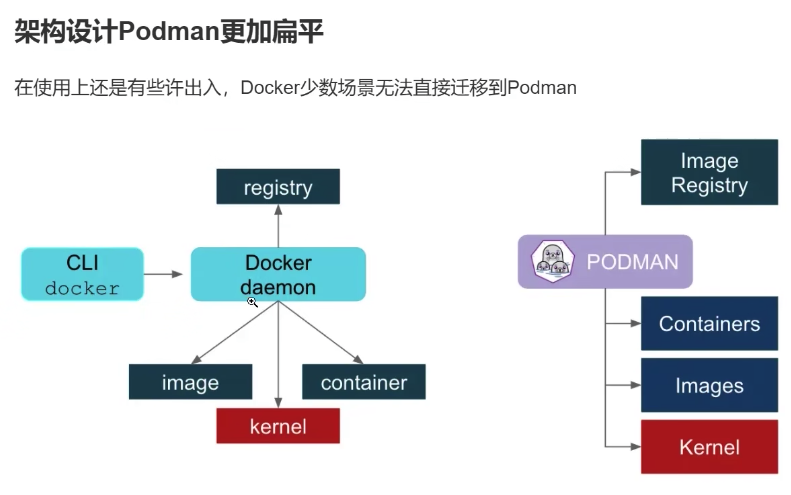 架构设计Podman更加扁平
在使用上还是有些许出入，Docker少数场景无法直接迁移到Podman
registry
CLI
docker
Docker
daemon
image
container
kernel
Image
Registry
PODMAN
Containers
Images
Kernel